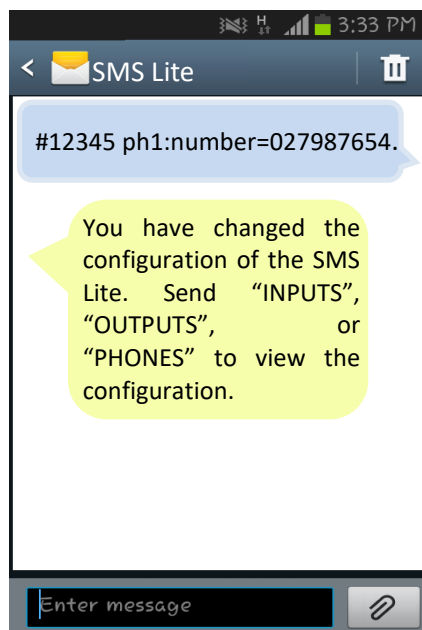 H 3:33 PM
< SMS Lite
#12345 ph1:number=027987654.
You have changed the
configuration of the SMS
Lite. Send “INPUTS”,
“OUTPUTS”, or
“PHONES” to view the
configuration.
Enter message